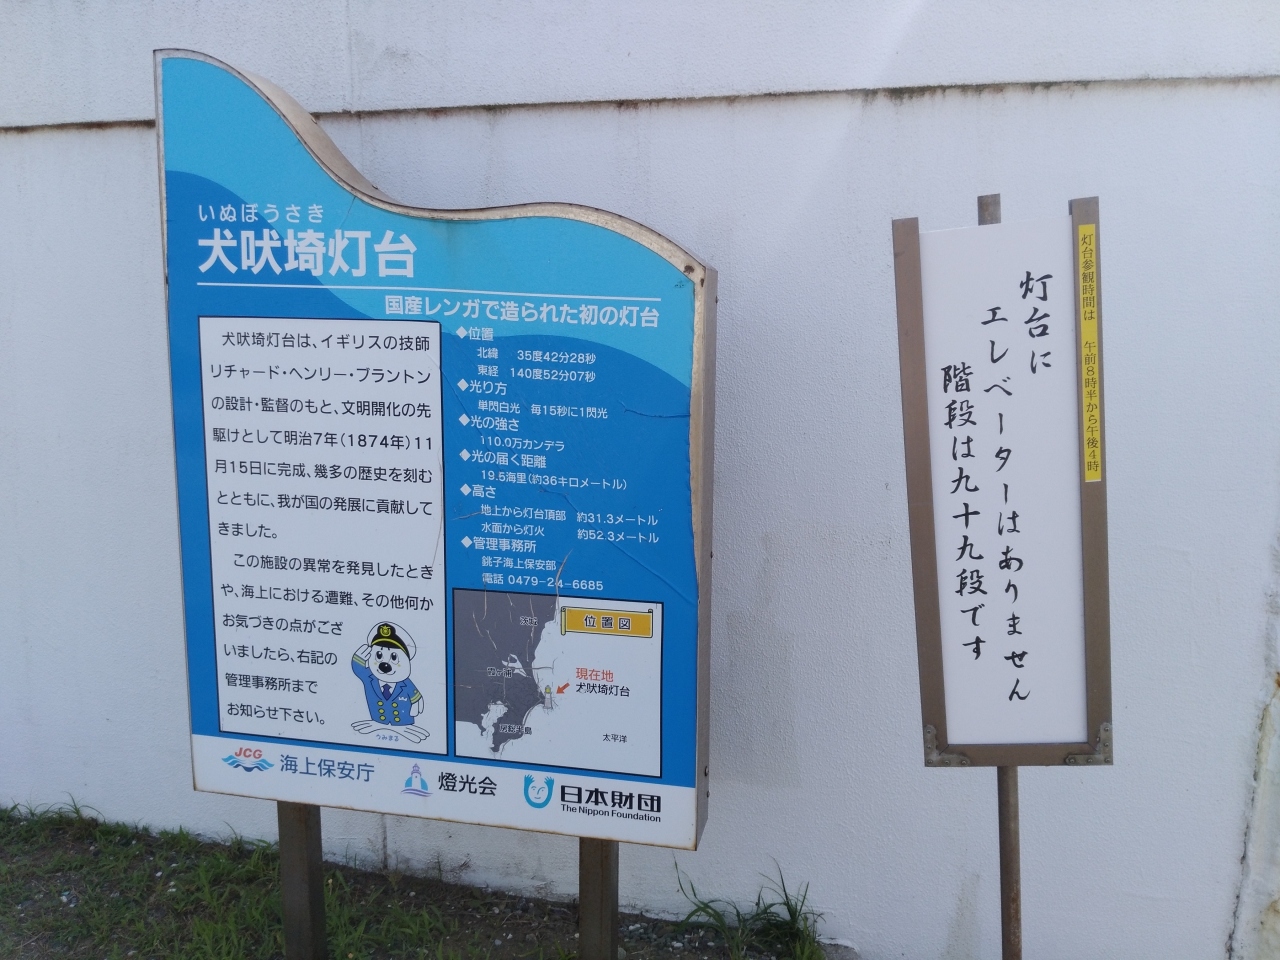 いぬぼうさき
犬吠埼灯台
国産レンガで造られた初の灯台
犬吠埼灯台は、イギリスの技師
リチャード・ヘンリー・ブラントン
の設計・監督のもと、文明開化の先
駆けとして明治7年(1874年)11
月15日に完成、幾多の歴史を刻む
とともに、我が国の発展に貢献して
きました。
この施設の異常を発見したとき
や、海上における遭難、その他何か
お気づきの点がござ
いましたら、右記の
管理事務所まで
お知らせ下さい。
うみまる
◆位置
北緯 35度42分28秒
東経 140度52分07秒
◆光り方
単閃白光 毎15秒に1閃光
◆光の強さ
110.0万カンデラ
◆光の届く距離
19.5海里(約36キロメートル)
◆高さ
地上から灯台頂部 約31.3メートル
水面から灯火 約52.3メートル
◆管理事務所
銚子海上保安部
電話 0479-24-6685
位置図
茨城
霞ヶ浦
現在地
犬吠埼灯台
房総半島
太平洋
JCG
海上保安庁
燈光会
日本財団
The Nippon Foundation
灯台参観時間は 午前8時半から午後4時
灯台に
エレベーターはありません
階段は九十九段です